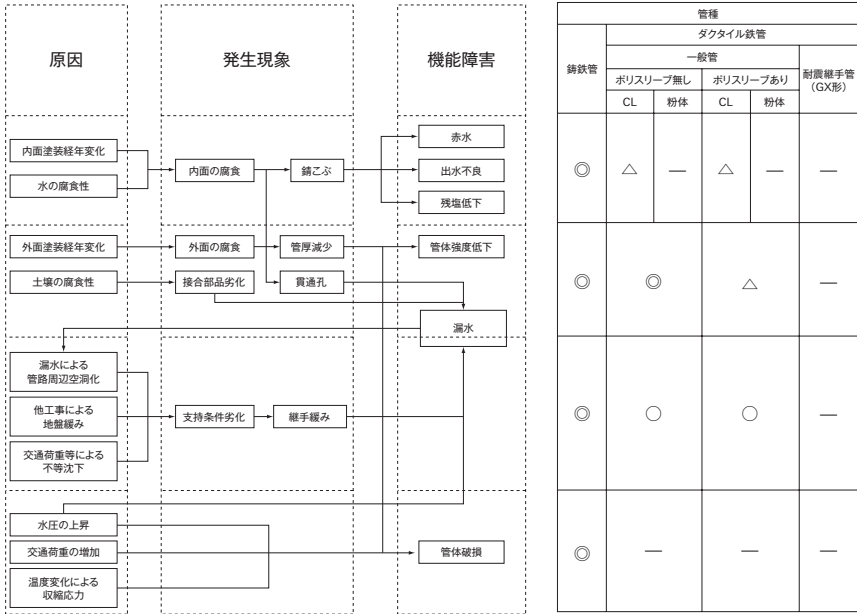 原因
発生現象
機能障害
内面塗装経年変化
水の腐食性
内面の腐食
錆こぶ
赤水
出水不良
残塩低下
外面塗装経年変化
土壌の腐食性
外面の腐食
接合部品劣化
管厚減少
貫通孔
管体強度低下
漏水
漏水による
管路周辺空洞化
他工事による
地盤緩み
交通荷重等による
不等沈下
支持条件劣化
継手緩み
水圧の上昇
交通荷重の増加
温度変化による
収縮応力
管体破損
管種
鋳鉄管
ダクタイル鉄管
一般管
耐震継手管
（GX形）
ポリスリーブ無し
ポリスリーブあり
CL
粉体
CL
粉体
◎ △ — △ — —
◎ ◎ △ —
◎ ○ ○ —
◎ — — —